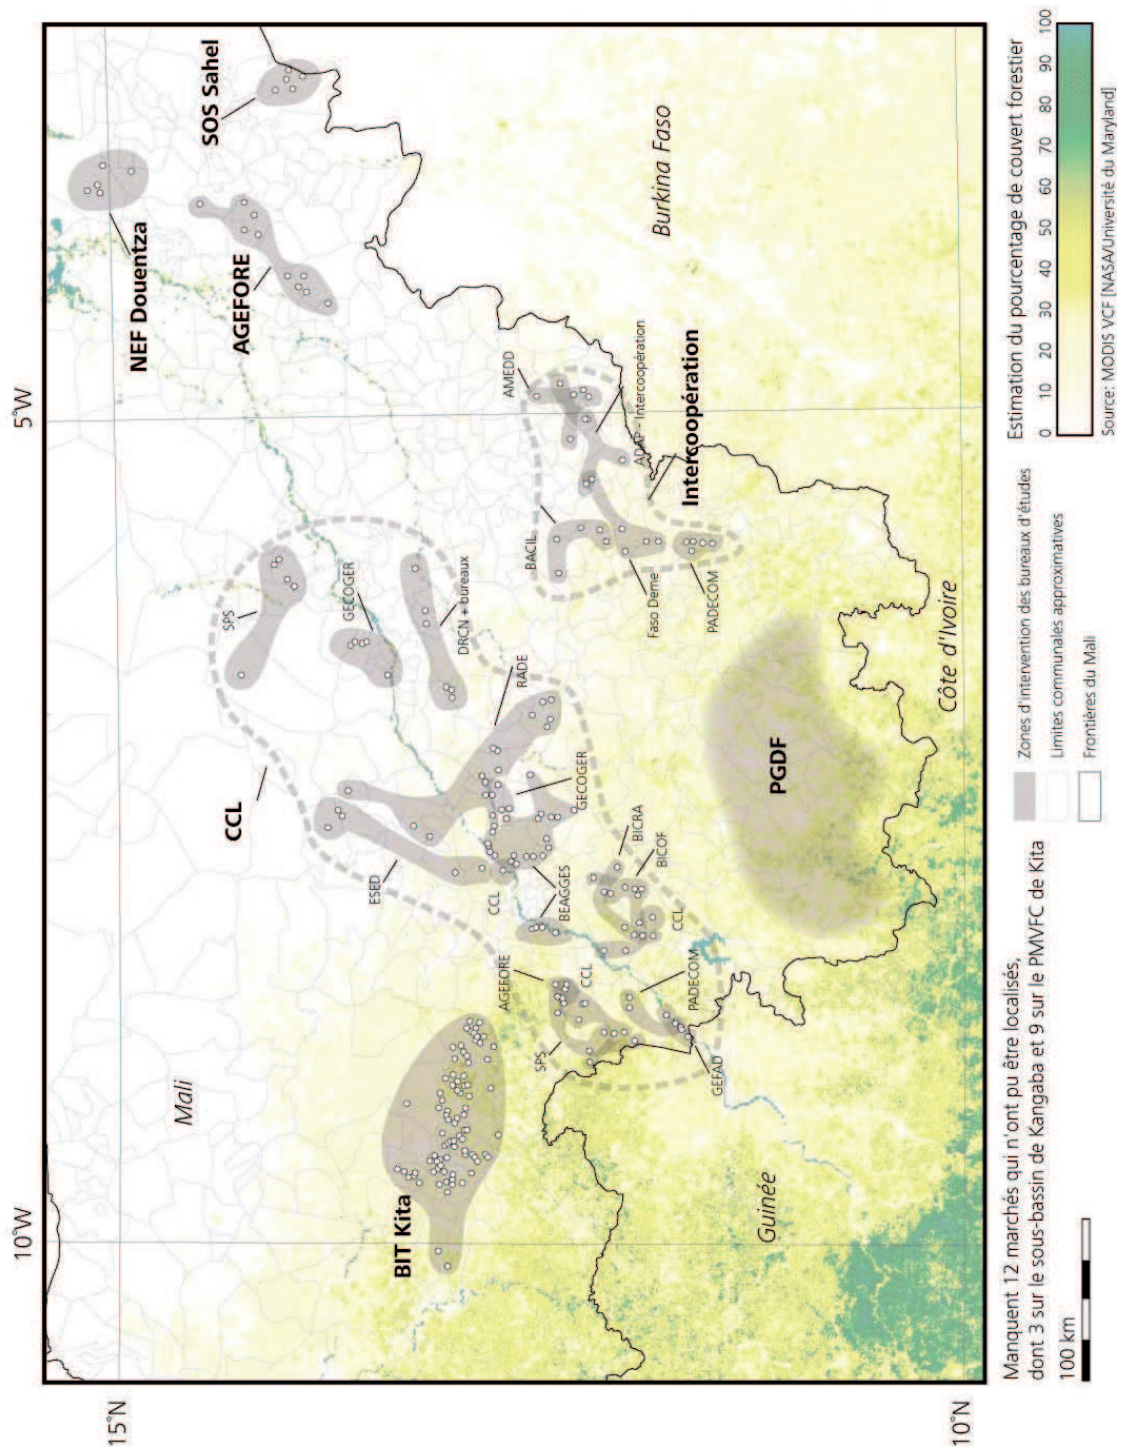 10°W
5°W
15°N
10°N
Mali
Burkina Faso
Côte d'Ivoire
Guinée
NEF Douentza
SOS Sahel
AGEFORE
CCL
SPS
GECOGER
DRCN + bureaux
RADE
ESED
CCL
BEAGGES
GECOGER
BICRA
BICOF
CCL
AGEFORE
CCL
PADECOM
SPS
GEFAD
BIT Kita
AMEDD
ADAP - Intercoopération
Intercoopération
BACIL
Faso Deme
PADECOM
PGDF
Manquent 12 marchés qui n'ont pu être localisés,
dont 3 sur le sous-bassin de Kangaba et 9 sur le PMVFC de Kita
100 km
Zones d'intervention des bureaux d'études
Limites communales approximatives
Frontières du Mali
Estimation du pourcentage de couvert forestier
0 10 20 30 40 50 60 70 80 90 100
Source: MODIS VCF [NASA/Université du Maryland]